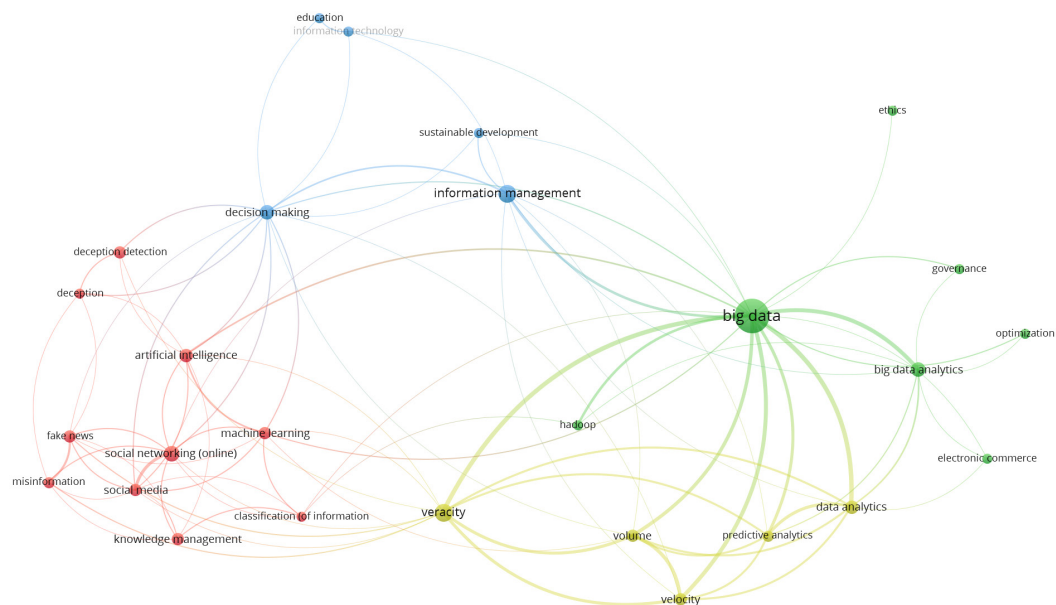 education
information technology
ethics
sustainable development
information management
decision making
deception detection
governance
deception
big data
optimization
artificial intelligence
big data analytics
hadoop
fake news
machine learning
social networking (online)
electronic commerce
misinformation
social media
data analytics
veracity
classification of information
volume
predictive analytics
knowledge management
velocity